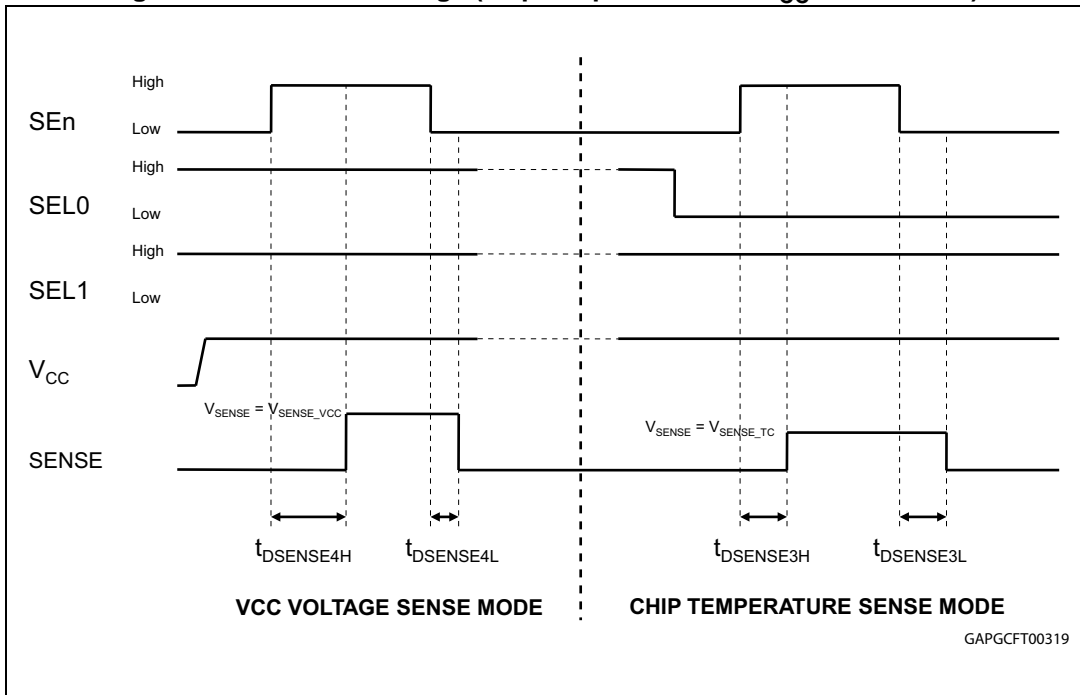 High
SEn
Low
High
SEL0
Low
High
SEL1
Low
VCC
VSENSE = VSENSE_VCC
VSENSE = VSENSE_TC
SENSE
tDSENSE4H
tDSENSE4L
tDSENSE3H
tDSENSE3L
VCC VOLTAGE SENSE MODE
CHIP TEMPERATURE SENSE MODE
GAPGCFT00319